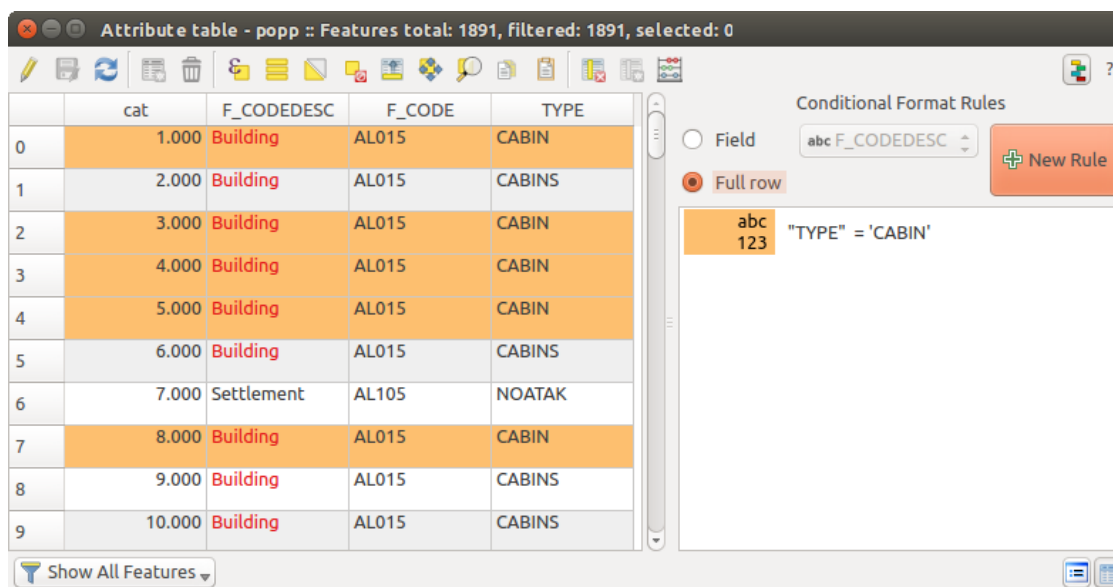 Attribute table - popp :: Features total: 1891, filtered: 1891, selected: 0
?
cat F_CODEDESC F_CODE TYPE
0 1.000 Building AL015 CABIN
1 2.000 Building AL015 CABINS
2 3.000 Building AL015 CABIN
3 4.000 Building AL015 CABIN
4 5.000 Building AL015 CABIN
5 6.000 Building AL015 CABINS
6 7.000 Settlement AL105 NOATAK
7 8.000 Building AL015 CABIN
8 9.000 Building AL015 CABINS
9 10.000 Building AL015 CABINS
Conditional Format Rules
Field abc F_CODEDESC
New Rule
Full row
abc
123
"TYPE" = 'CABIN'
Show All Features